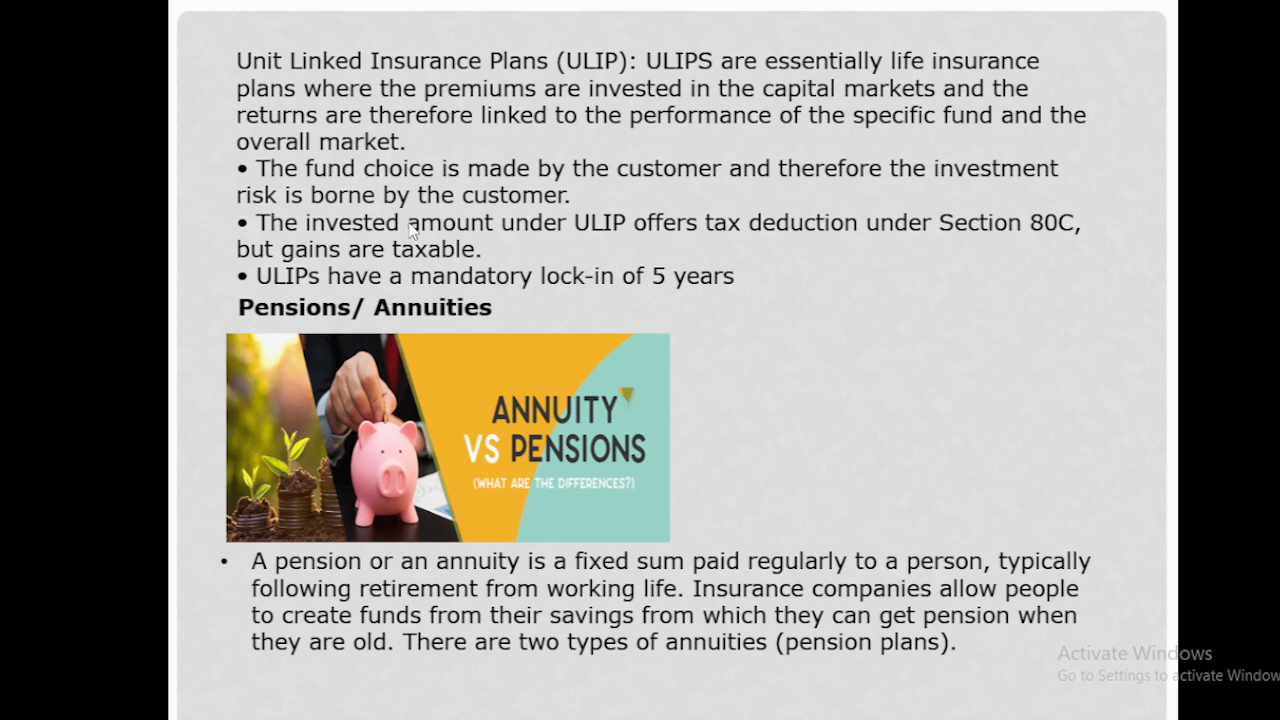 Unit Linked Insurance Plans (ULIP): ULIPS are essentially life insurance
plans where the premiums are invested in the capital markets and the
returns are therefore linked to the performance of the specific fund and the
overall market.
• The fund choice is made by the customer and therefore the investment
risk is borne by the customer.
• The invested amount under ULIP offers tax deduction under Section 80C,
but gains are taxable.
• ULIPs have a mandatory lock-in of 5 years
Pensions/ Annuities
ANNUITY
VS PENSIONS
(WHAT ARE THE DIFFERENCES?)
• A pension or an annuity is a fixed sum paid regularly to a person, typically
following retirement from working life. Insurance companies allow people
to create funds from their savings from which they can get pension when
they are old. There are two types of annuities (pension plans).
Activate Windows
Go to Settings to activate Window